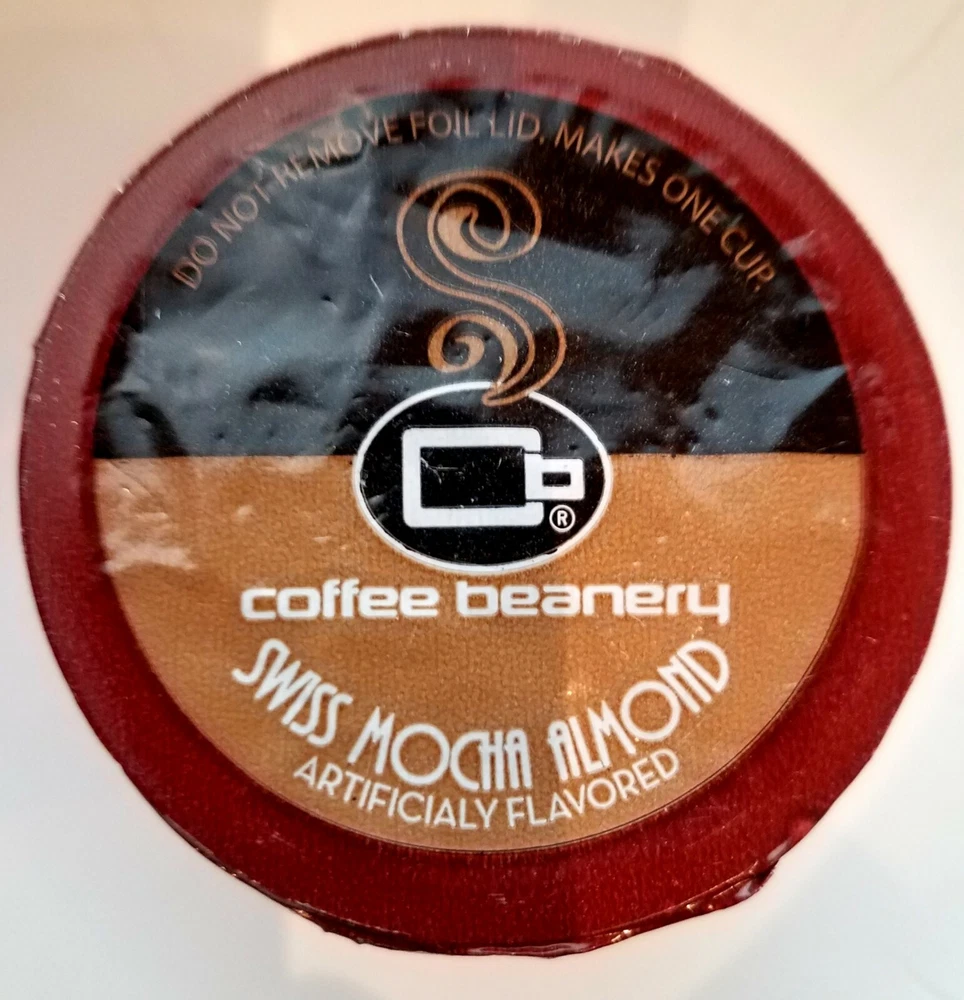 DO NOT REMOVE FOIL LID. MAKES ONE CUP.
®
coffee beanery
SWISS MOCHA ALMOND
ARTIFICIALY FLAVORED